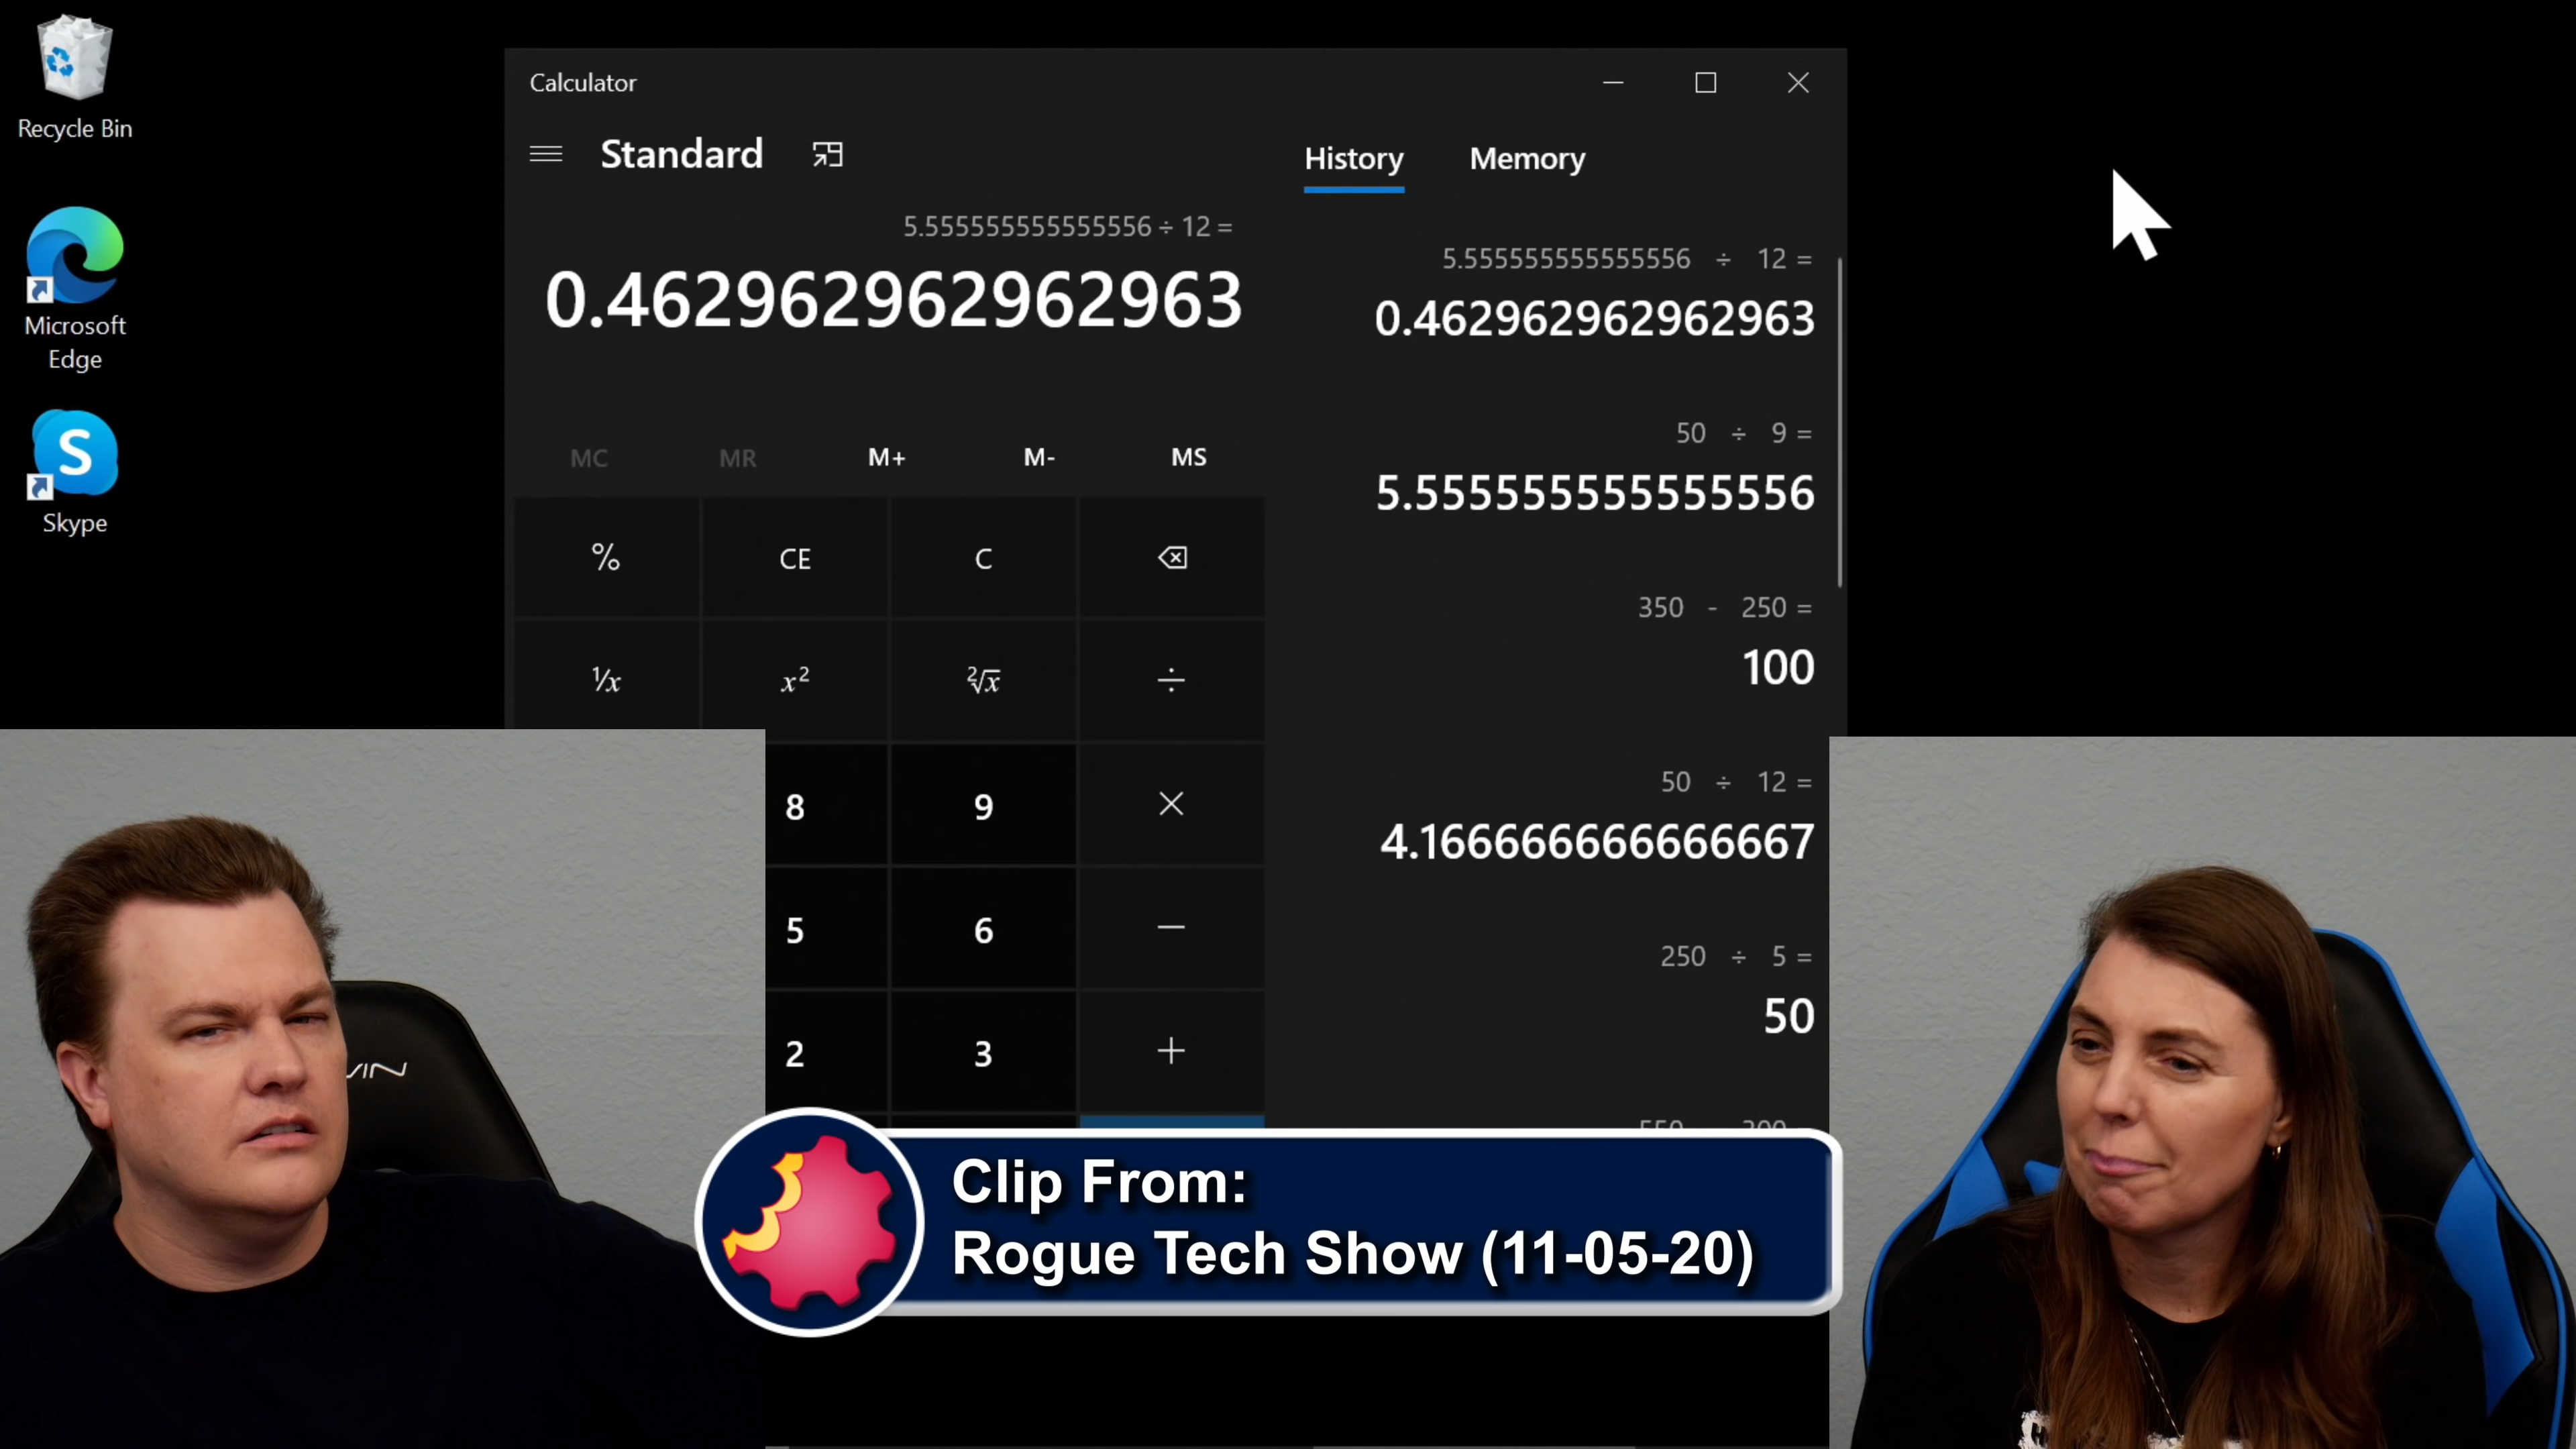 Recycle Bin
Microsoft
Edge
Skype
Calculator
Standard
5.555555555555556 ÷ 12 =
0.462962962962963
MC MR M+ M- MS
% CE C
⅟x x² ²√x ÷
8 9 ×
5 6 −
2 3 +
History Memory
5.555555555555556 ÷ 12 =
0.462962962962963
50 ÷ 9 =
5.555555555555556
350 - 250 =
100
50 ÷ 12 =
4.166666666666667
250 ÷ 5 =
50
Clip From:
Rogue Tech Show (11-05-20)